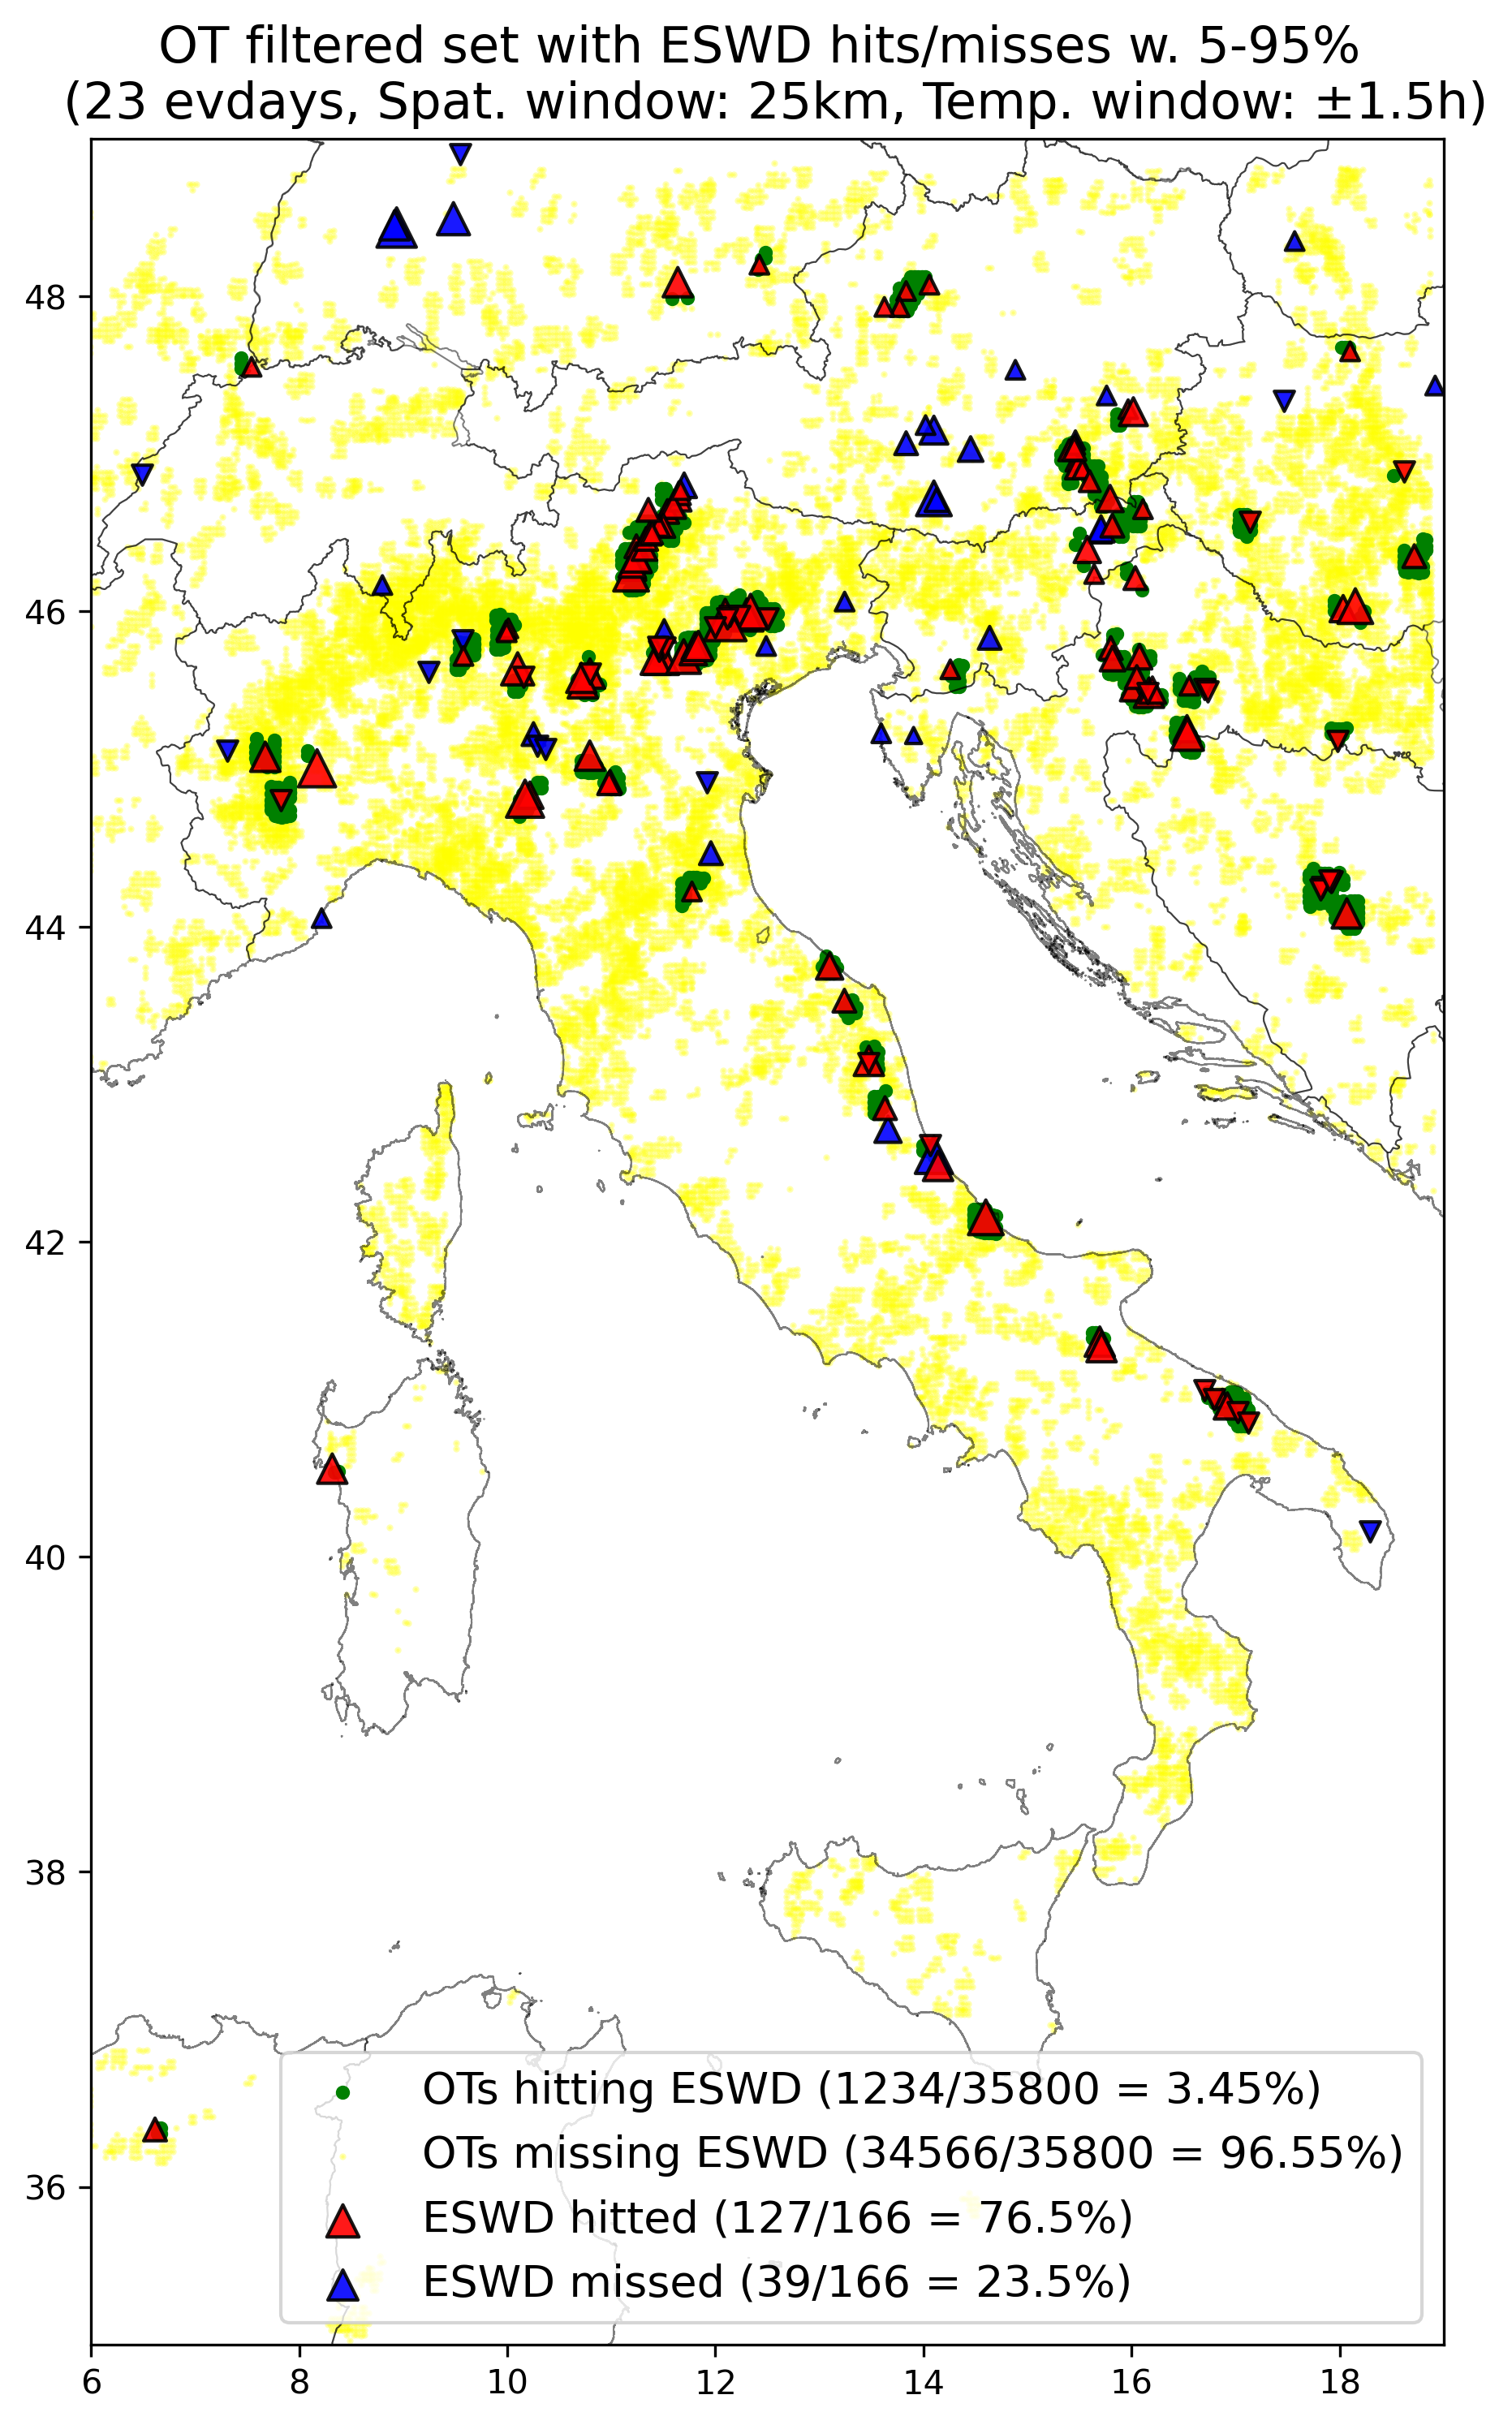 OT filtered set with ESWD hits/misses w. 5-95%
(23 evdays, Spat. window: 25km, Temp. window: ±1.5h)
48
46
44
42
40
38
36
OTs hitting ESWD (1234/35800 = 3.45%)
OTs missing ESWD (34566/35800 = 96.55%)
ESWD hitted (127/166 = 76.5%)
ESWD missed (39/166 = 23.5%)
6 8 10 12 14 16 18